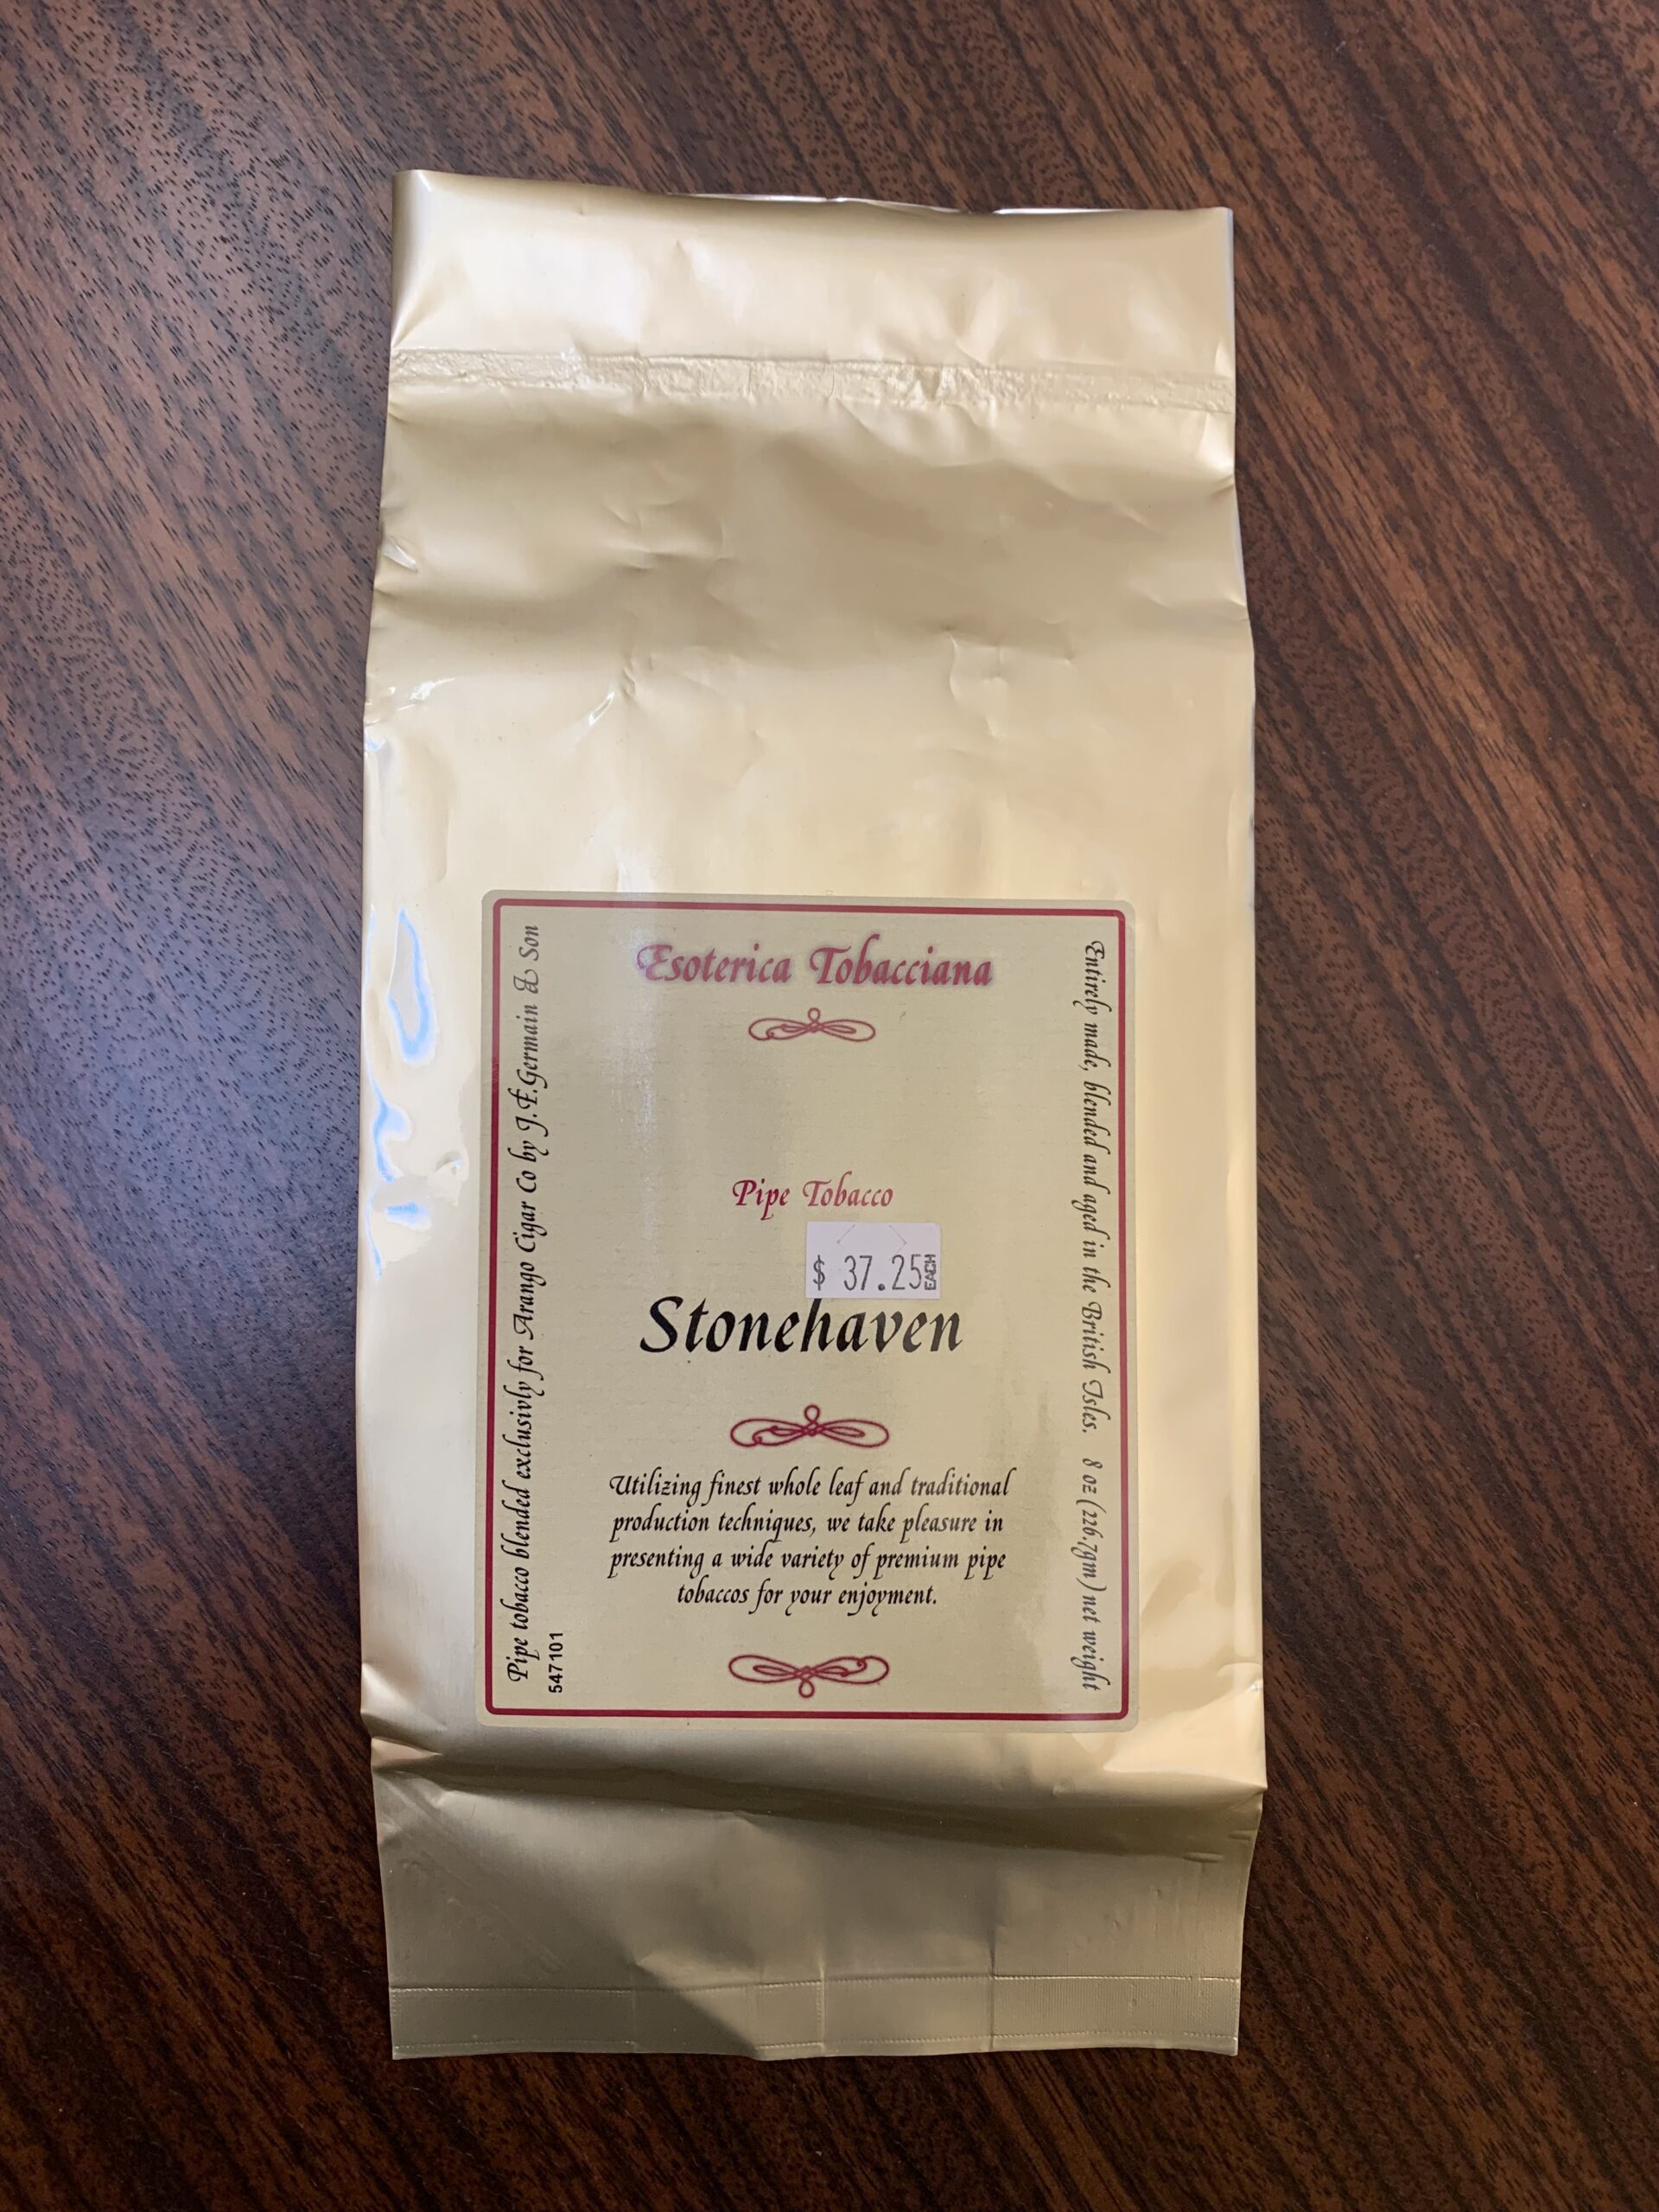 Esoterica Tobacciana
Pipe Tobacco
$ 37.25 EACH
Stonehaven
Utilizing finest whole leaf and traditional
production techniques, we take pleasure in
presenting a wide variety of premium pipe
tobaccos for your enjoyment.
Pipe tobacco blended exclusivly for Arango Cigar Co by J.F.Germain & Son
547101
Entirely made, blended and aged in the British Isles. 8 oz (226.7gm) net weight